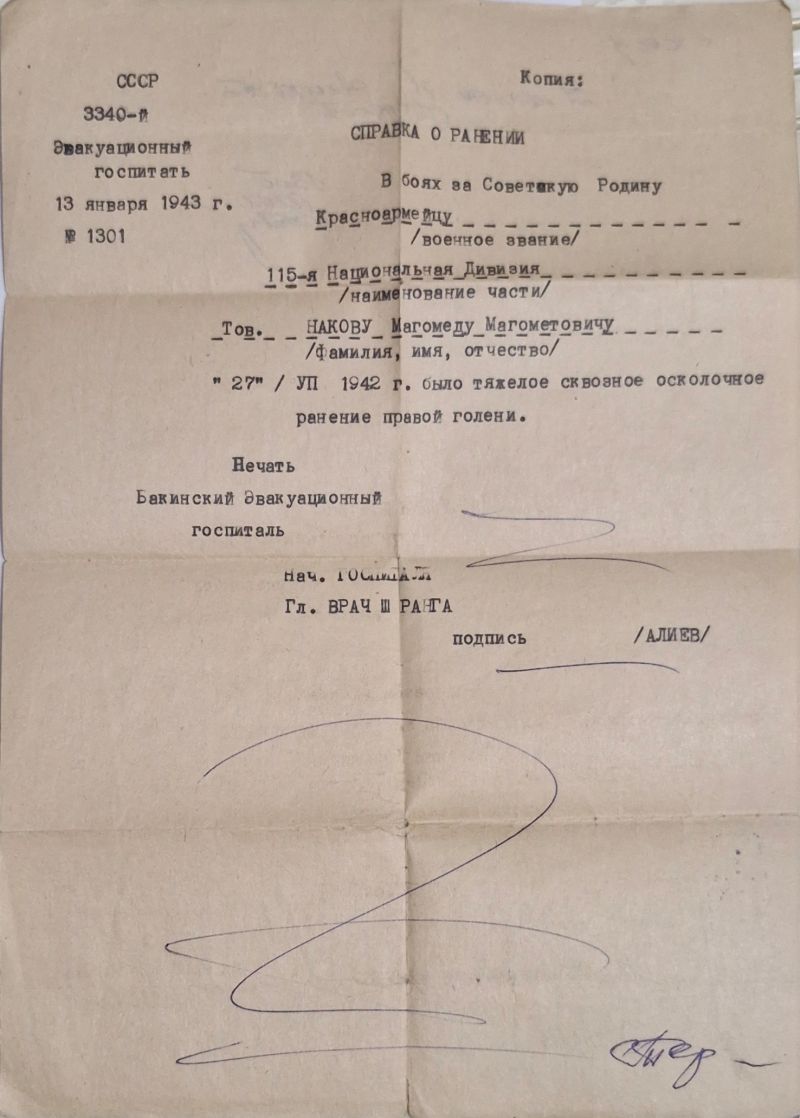 СССР
3340-й
Эвакуационный
госпитать
13 января 1943 г.
№ 1301
Копия:
СПРАВКА О РАНЕНИИ
В боях за Советскую Родину
Красноармейцу
/военное звание/
115-я Национальная Дивизия
/наименование части/
Тов. НАКОВУ Магомеду Магометовичу
/фамилия, имя, отчество/
" 27" / УП 1942 г. было тяжелое сквозное осколочное
ранение правой голени.
Нечать
Бакинский Эвакуационный
госпиталь
Нач. ГОСПИТАЛЯ
Гл. ВРАЧ Ш РАНГА
подпись /АЛИЕВ/